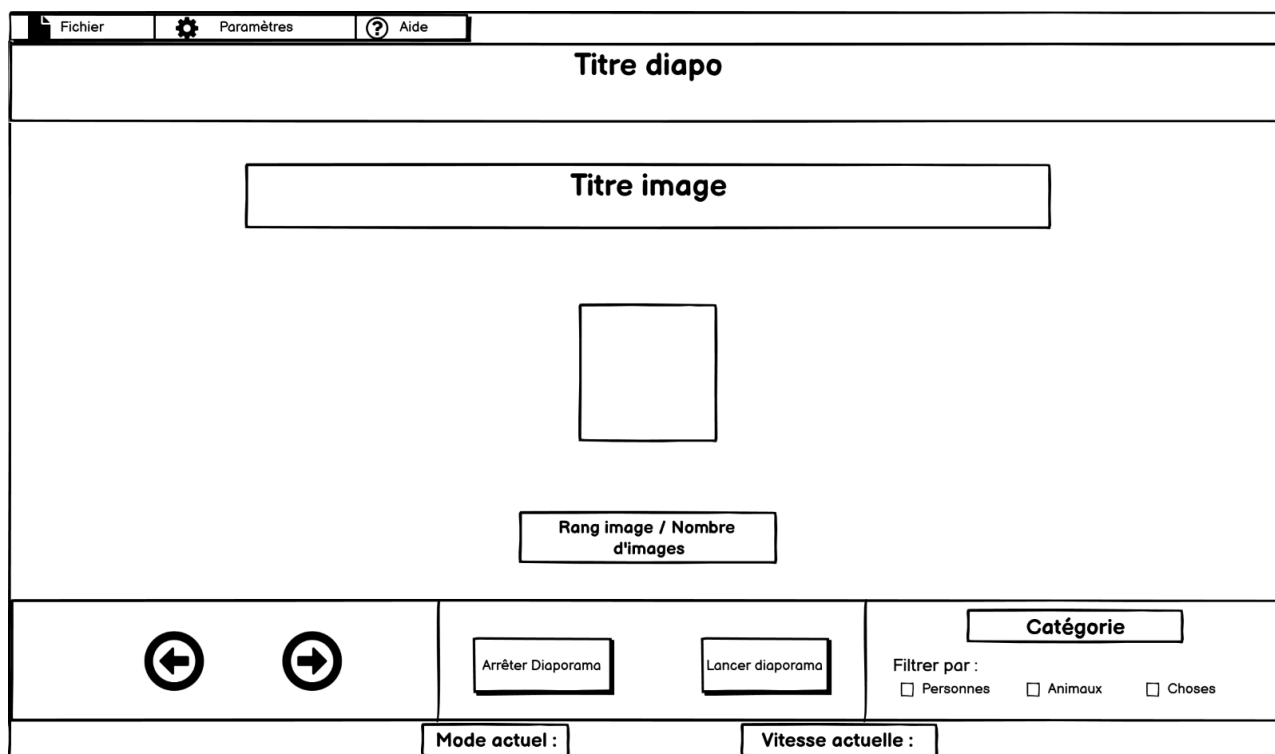 Fichier
Paramètres
? Aide
Titre diapo
Titre image
Rang image / Nombre
d'images
Arrêter Diaporama
Lancer diaporama
Catégorie
Filtrer par :
Personnes
Animaux
Choses
Mode actuel :
Vitesse actuelle :